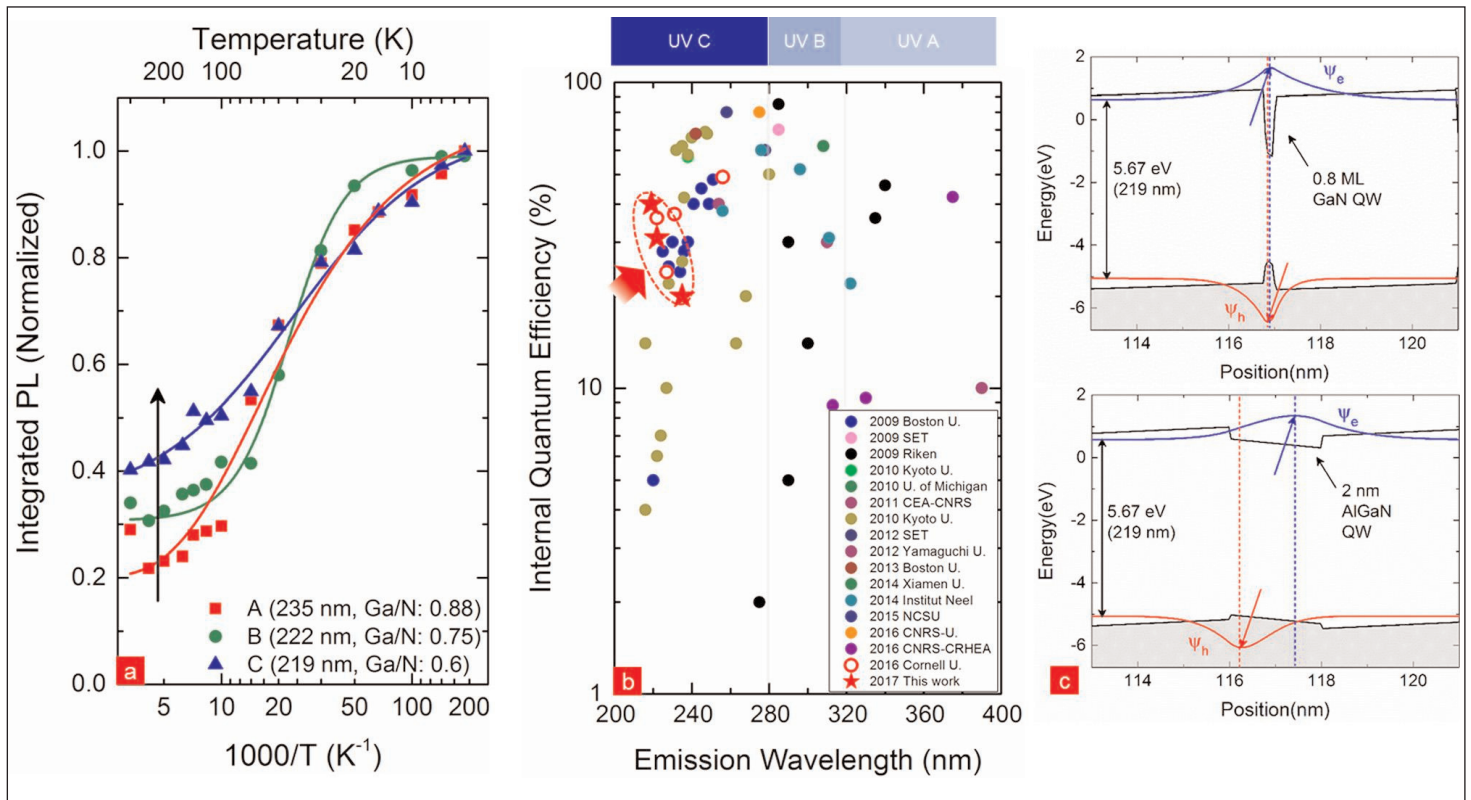 Temperature (K)
200 100 20 10
1.0
0.8
0.6
0.4
0.2
0.0
Integrated PL (Normalized)
A (235 nm, Ga/N: 0.88)
B (222 nm, Ga/N: 0.75)
C (219 nm, Ga/N: 0.6)
a
5 10 20 50 100 200
1000/T (K-1)
UV C UV B UV A
100
10
1
Internal Quantum Efficiency (%)
2009 Boston U.
2009 SET
2009 Riken
2010 Kyoto U.
2010 U. of Michigan
2011 CEA-CNRS
2010 Kyoto U.
2012 SET
2012 Yamaguchi U.
2013 Boston U.
2014 Xiamen U.
2014 Institut Neel
2015 NCSU
2016 CNRS-U.
2016 CNRS-CRHEA
2016 Cornell U.
2017 This work
b
200 240 280 320 360 400
Emission Wavelength (nm)
2
0
-2
-4
-6
Energy(eV)
ψe
5.67 eV
(219 nm)
0.8 ML
GaN QW
ψh
114 115 116 117 118 120 121
Position(nm)
2
0
-2
-4
-6
Energy(eV)
ψe
5.67 eV
(219 nm)
2 nm
AlGaN
QW
ψh
114 115 116 117 118 120 121
c
Position(nm)